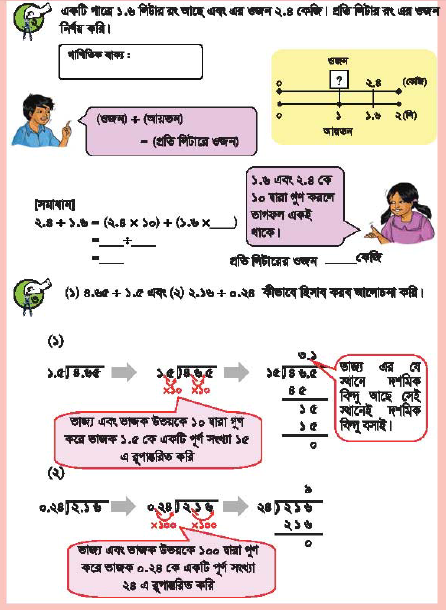 একটি পাত্রে ১.৬ লিটার রং আছে এবং এর ওজন ২.৪ কেজি। প্রতি লিটার রং এর ওজন
নির্ণয় করি।
গাণিতিক বাক্য :
ওজন
০ ? ২.৪ (কেজি)
০ ১ ১.৬ ২(লি)
আয়তন
(ওজন) ÷ (আয়তন)
= (প্রতি লিটারে ওজন)
১.৬ এবং ২.৪ কে
১০ দ্বারা গুণ করলে
ভাগফল একই
থাকে।
[সমাধান]
২.৪ ÷ ১.৬ = (২.৪ × ১০) ÷ (১.৬ ×____)
=____÷____
=____
প্রতি লিটারের ওজন _____কেজি
(১) ৪.৬৫ ÷ ১.৫ এবং (২) ২.১৬ ÷ ০.২৪ কীভাবে হিসাব করব আলোচনা করি।
(১)
৩.১
১.৫)৪.৬৫ ১.৫)৪.৬.৫ ১৫)৪৬.৫
×১০ ×১০
৪৫
১৫
১৫
০
ভাজ্য এর যে
স্থানে দশমিক
বিন্দু আছে সেই
স্থানেই দশমিক
বিন্দু বসাই।
ভাজ্য এবং ভাজক উভয়কে ১০ দ্বারা গুণ
করে ভাজক ১.৫ কে একটি পূর্ণ সংখ্যা ১৫
এ রূপান্তরিত করি
(২)
৯
০.২৪)২.১৬ ০.২৪)২.১৬ ২৪)২১৬
×১০০ ×১০০
২১৬
০
ভাজ্য এবং ভাজক উভয়কে ১০০ দ্বারা গুণ
করে ভাজক ০.২৪ কে একটি পূর্ণ সংখ্যা
২৪ এ রূপান্তরিত করি